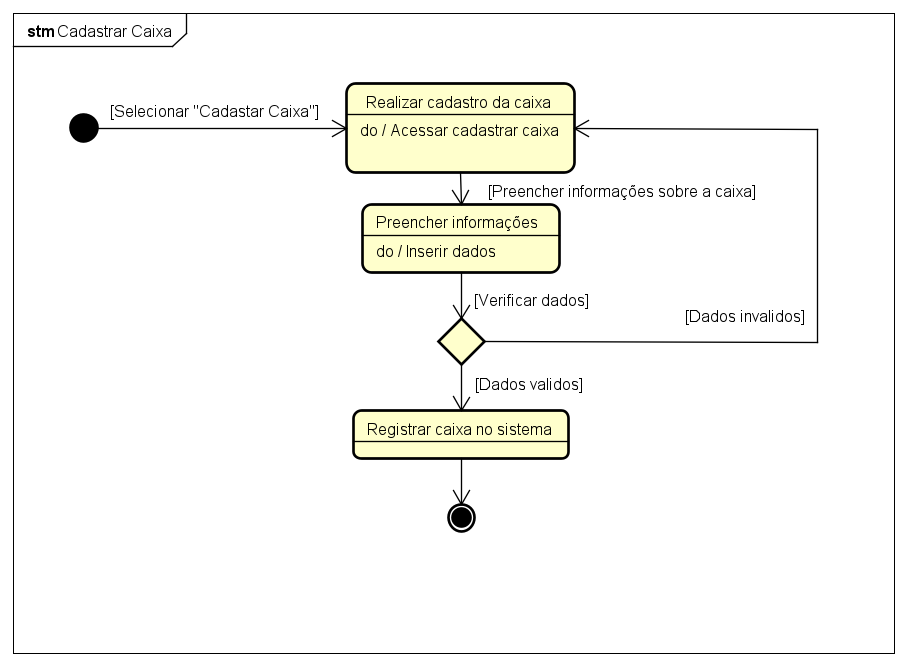 stm Cadastrar Caixa
[Selecionar "Cadastar Caixa"]
Realizar cadastro da caixa
do / Acessar cadastrar caixa
[Preencher informações sobre a caixa]
Preencher informações
do / Inserir dados
[Verificar dados]
[Dados invalidos]
[Dados validos]
Registrar caixa no sistema